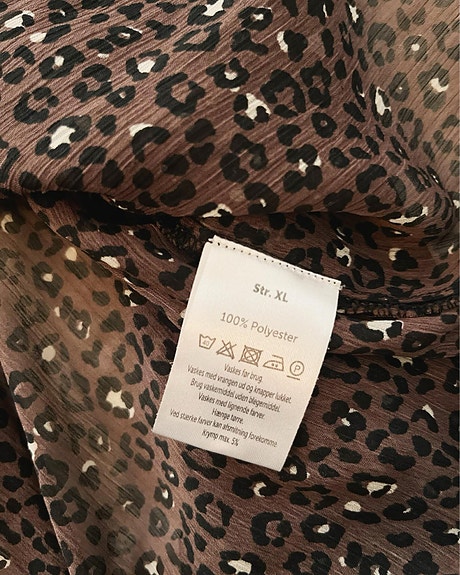 Str. XL
100% Polyester
40 P
Vaskes før brug.
Vaskes med vrangen ud og knapper lukket.
Brug vaskemiddel uden blegemiddel.
Vaskes med lignende farver.
Hænge tørre.
Ved stærke farver kan afsmitning forekomme
Krymp max. 5%